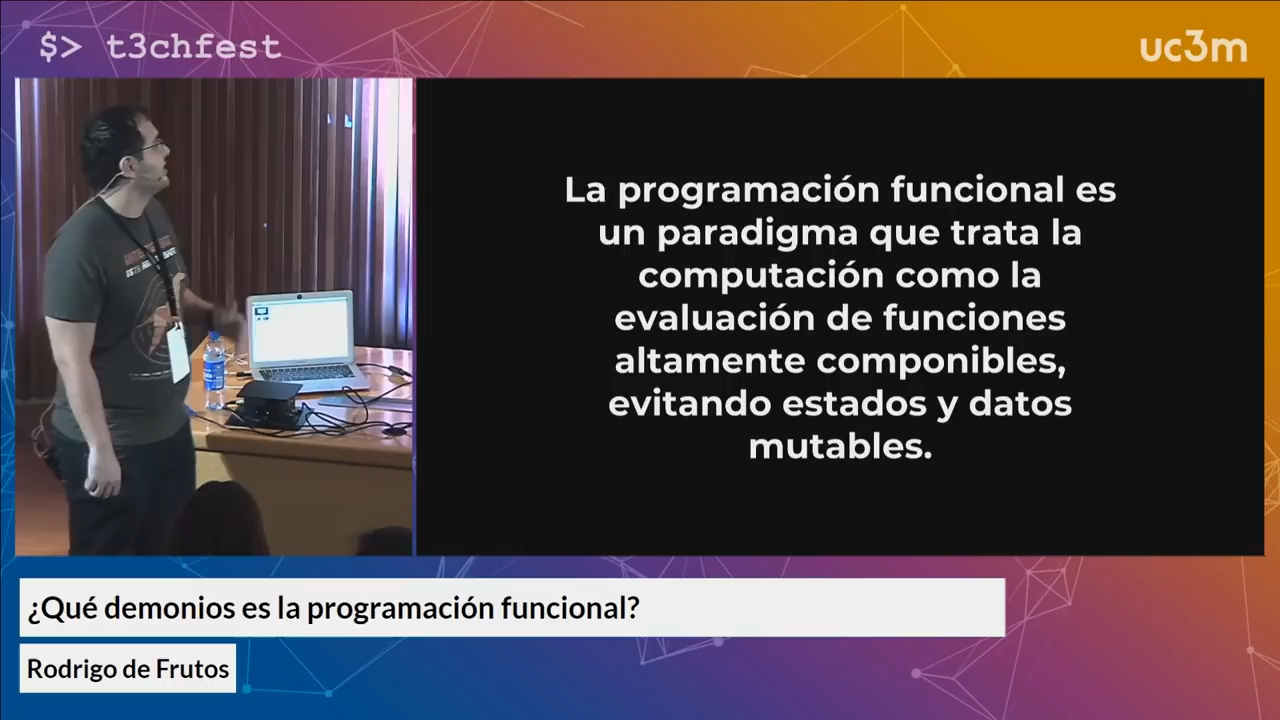 $> t3chfest
uc3m
La programación funcional es
un paradigma que trata la
computación como la
evaluación de funciones
altamente componibles,
evitando estados y datos
mutables.
¿Qué demonios es la programación funcional?
Rodrigo de Frutos